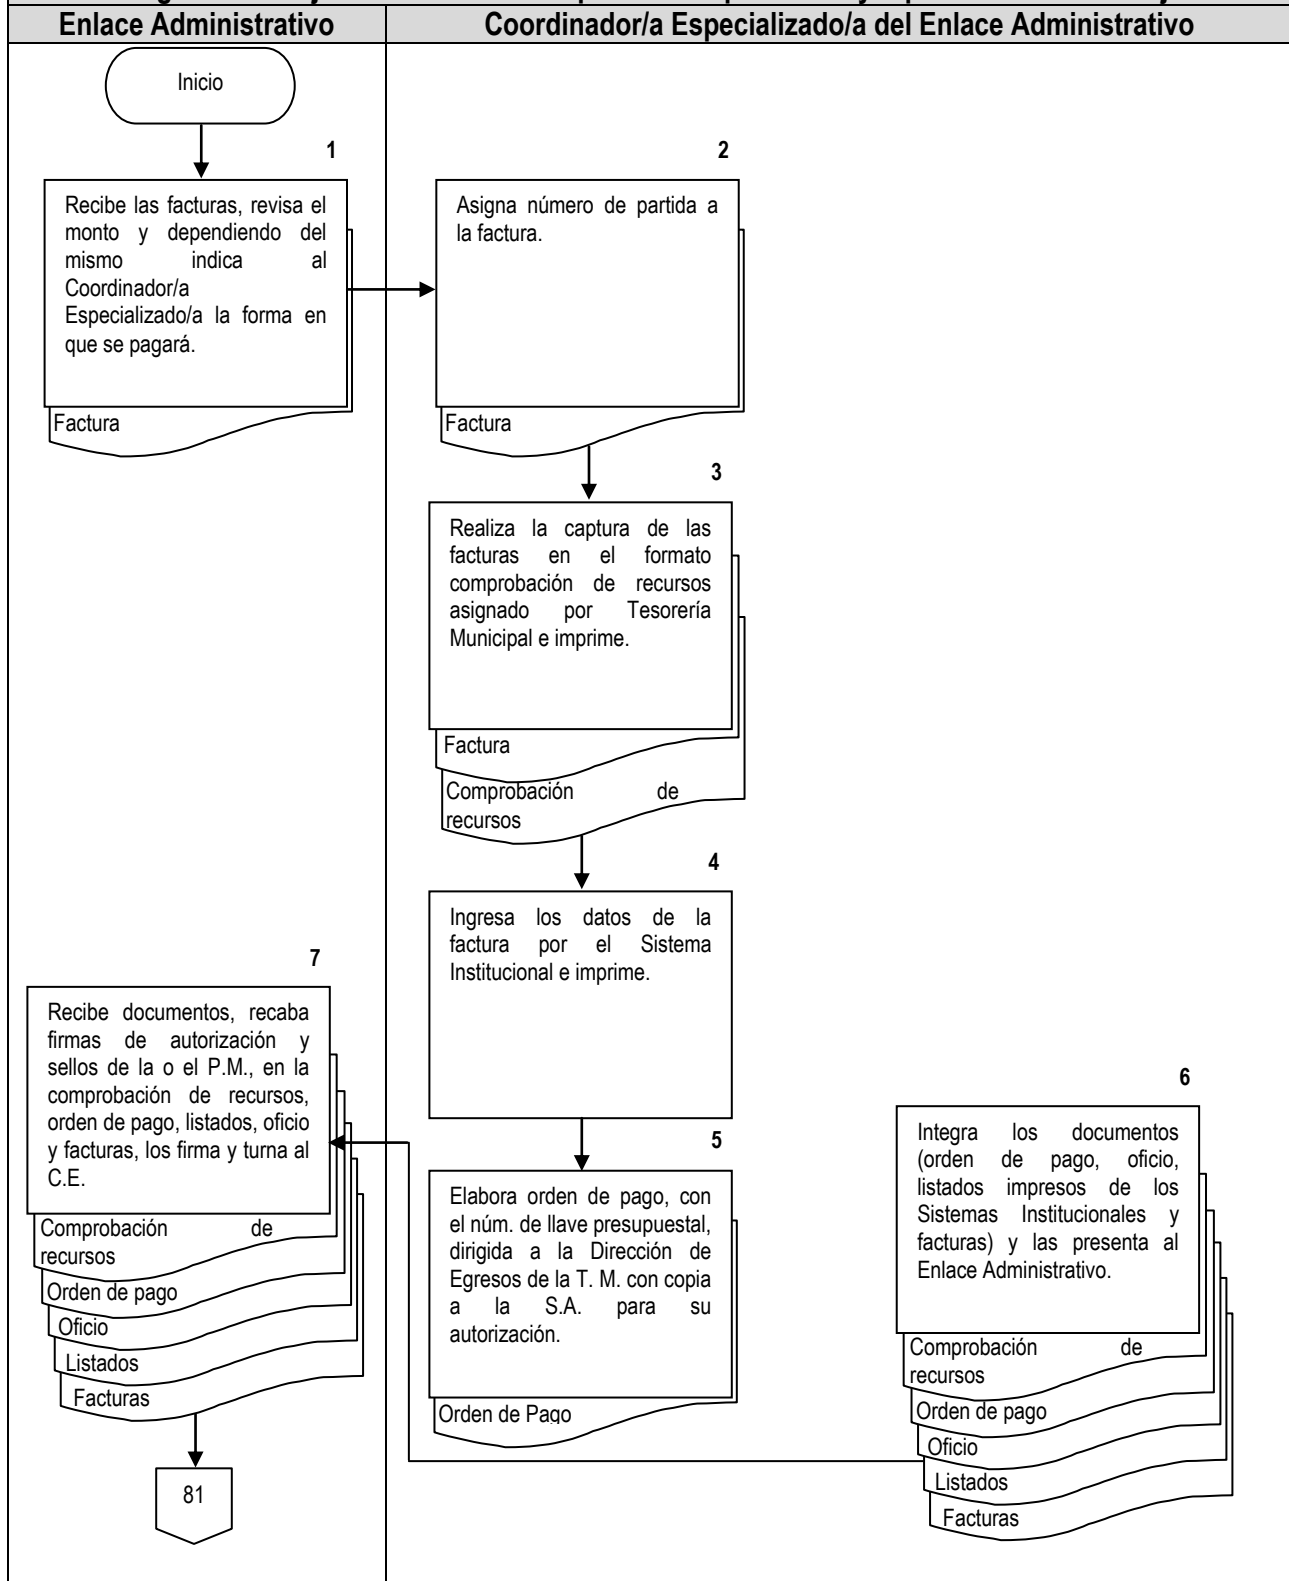 Enlace Administrativo
Coordinador/a Especializado/a del Enlace Administrativo
Inicio
1
Recibe las facturas, revisa el
monto y dependiendo del
mismo indica al
Coordinador/a
Especializado/a la forma en
que se pagará.
Factura
2
Asigna número de partida a
la factura.
Factura
3
Realiza la captura de las
facturas en el formato
comprobación de recursos
asignado por Tesorería
Municipal e imprime.
Factura
Comprobación de
recursos
4
Ingresa los datos de la
factura por el Sistema
Institucional e imprime.
5
Elabora orden de pago, con
el núm. de llave presupuestal,
dirigida a la Dirección de
Egresos de la T. M. con copia
a la S.A. para su
autorización.
Orden de Pago
6
Integra los documentos
(orden de pago, oficio,
listados impresos de los
Sistemas Institucionales y
facturas) y las presenta al
Enlace Administrativo.
Comprobación de
recursos
Orden de pago
Oficio
Listados
Facturas
7
Recibe documentos, recaba
firmas de autorización y
sellos de la o el P.M., en la
comprobación de recursos,
orden de pago, listados, oficio
y facturas, los firma y turna al
C.E.
Comprobación de
recursos
Orden de pago
Oficio
Listados
Facturas
81